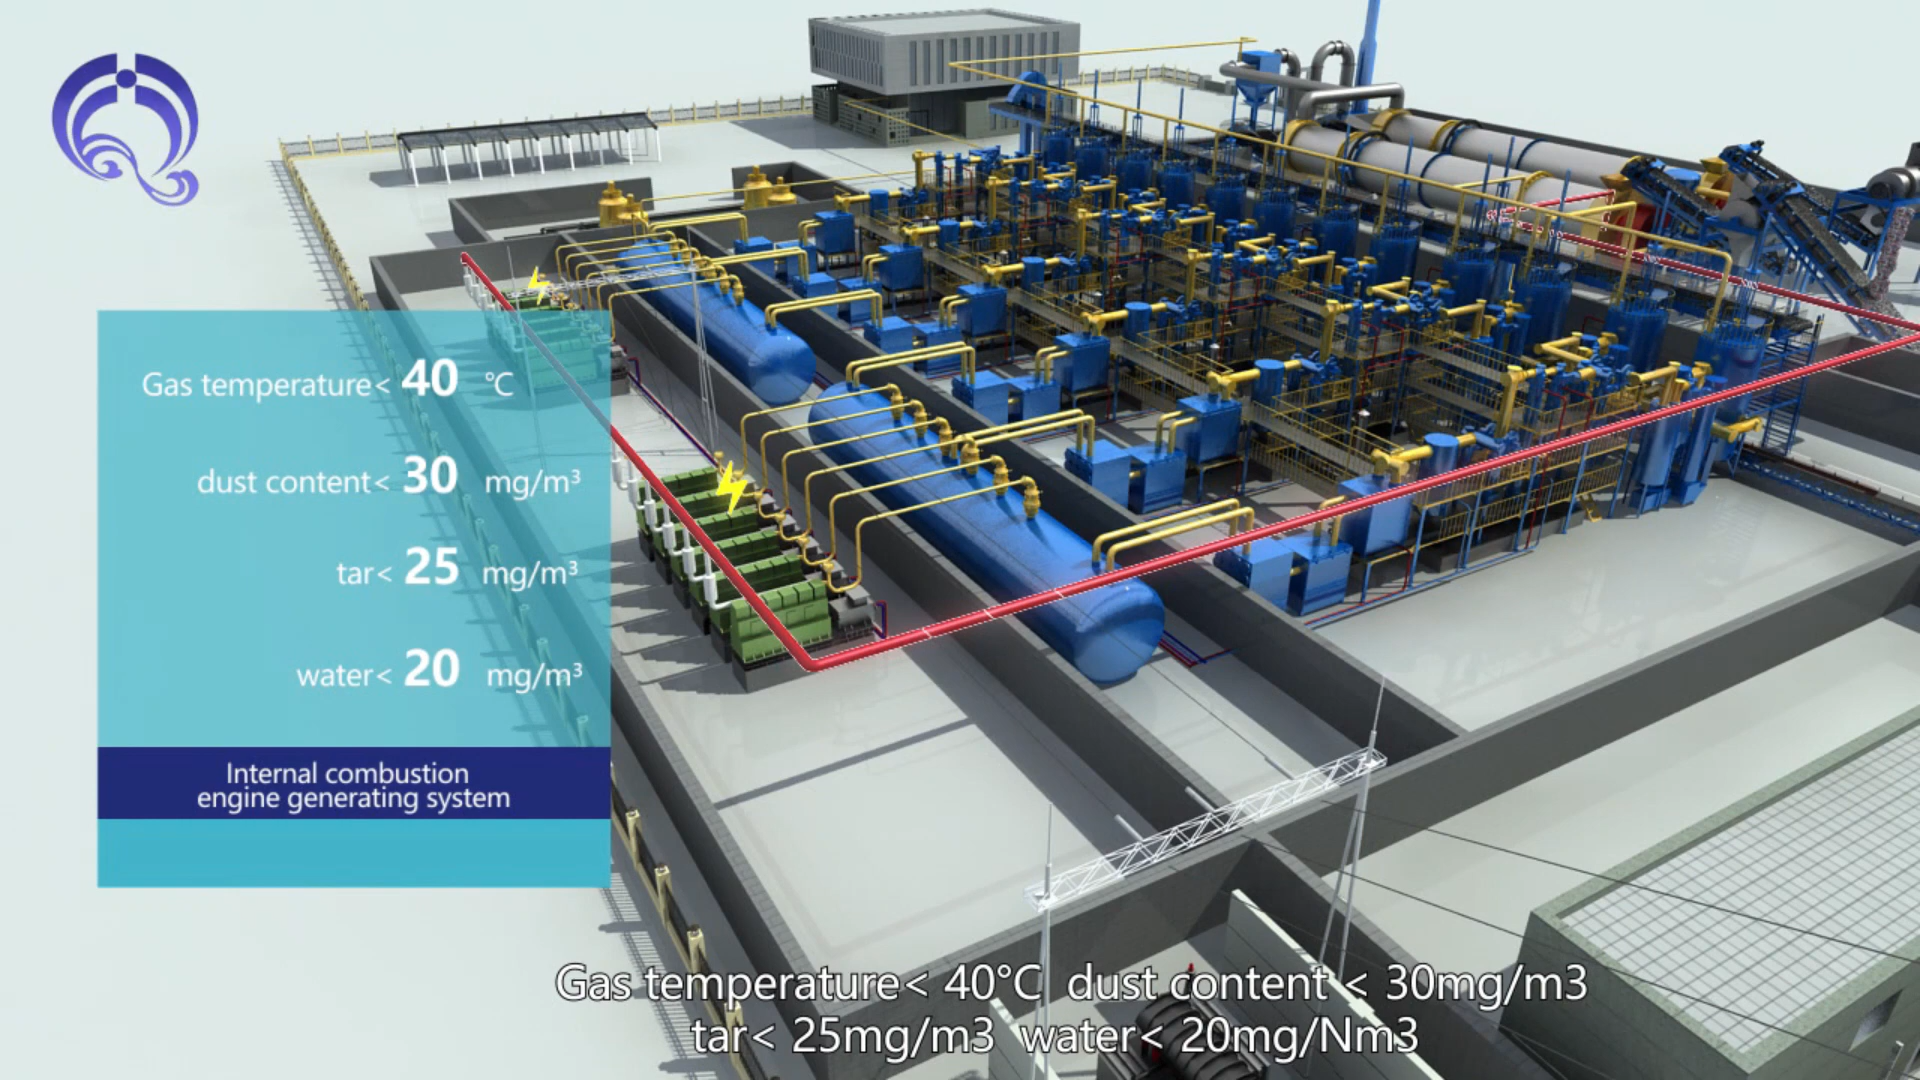 Gas temperature< 40 °C
dust content< 30 mg/m³
tar< 25 mg/m³
water< 20 mg/m³
Internal combustion
engine generating system
Gas temperature< 40°C dust content < 30mg/m3
tar< 25mg/m3 water< 20mg/Nm3